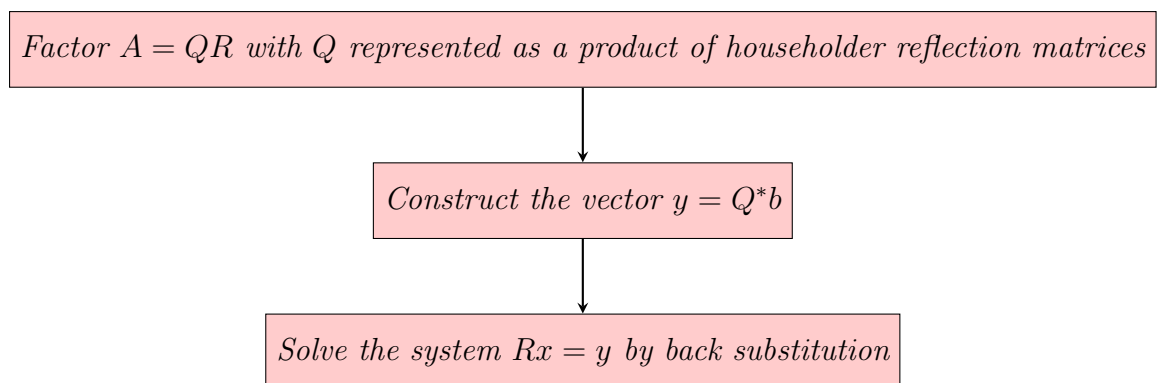 Factor A = QR with Q represented as a product of householder reflection matrices
Construct the vector y = Q*b
Solve the system Rx = y by back substitution